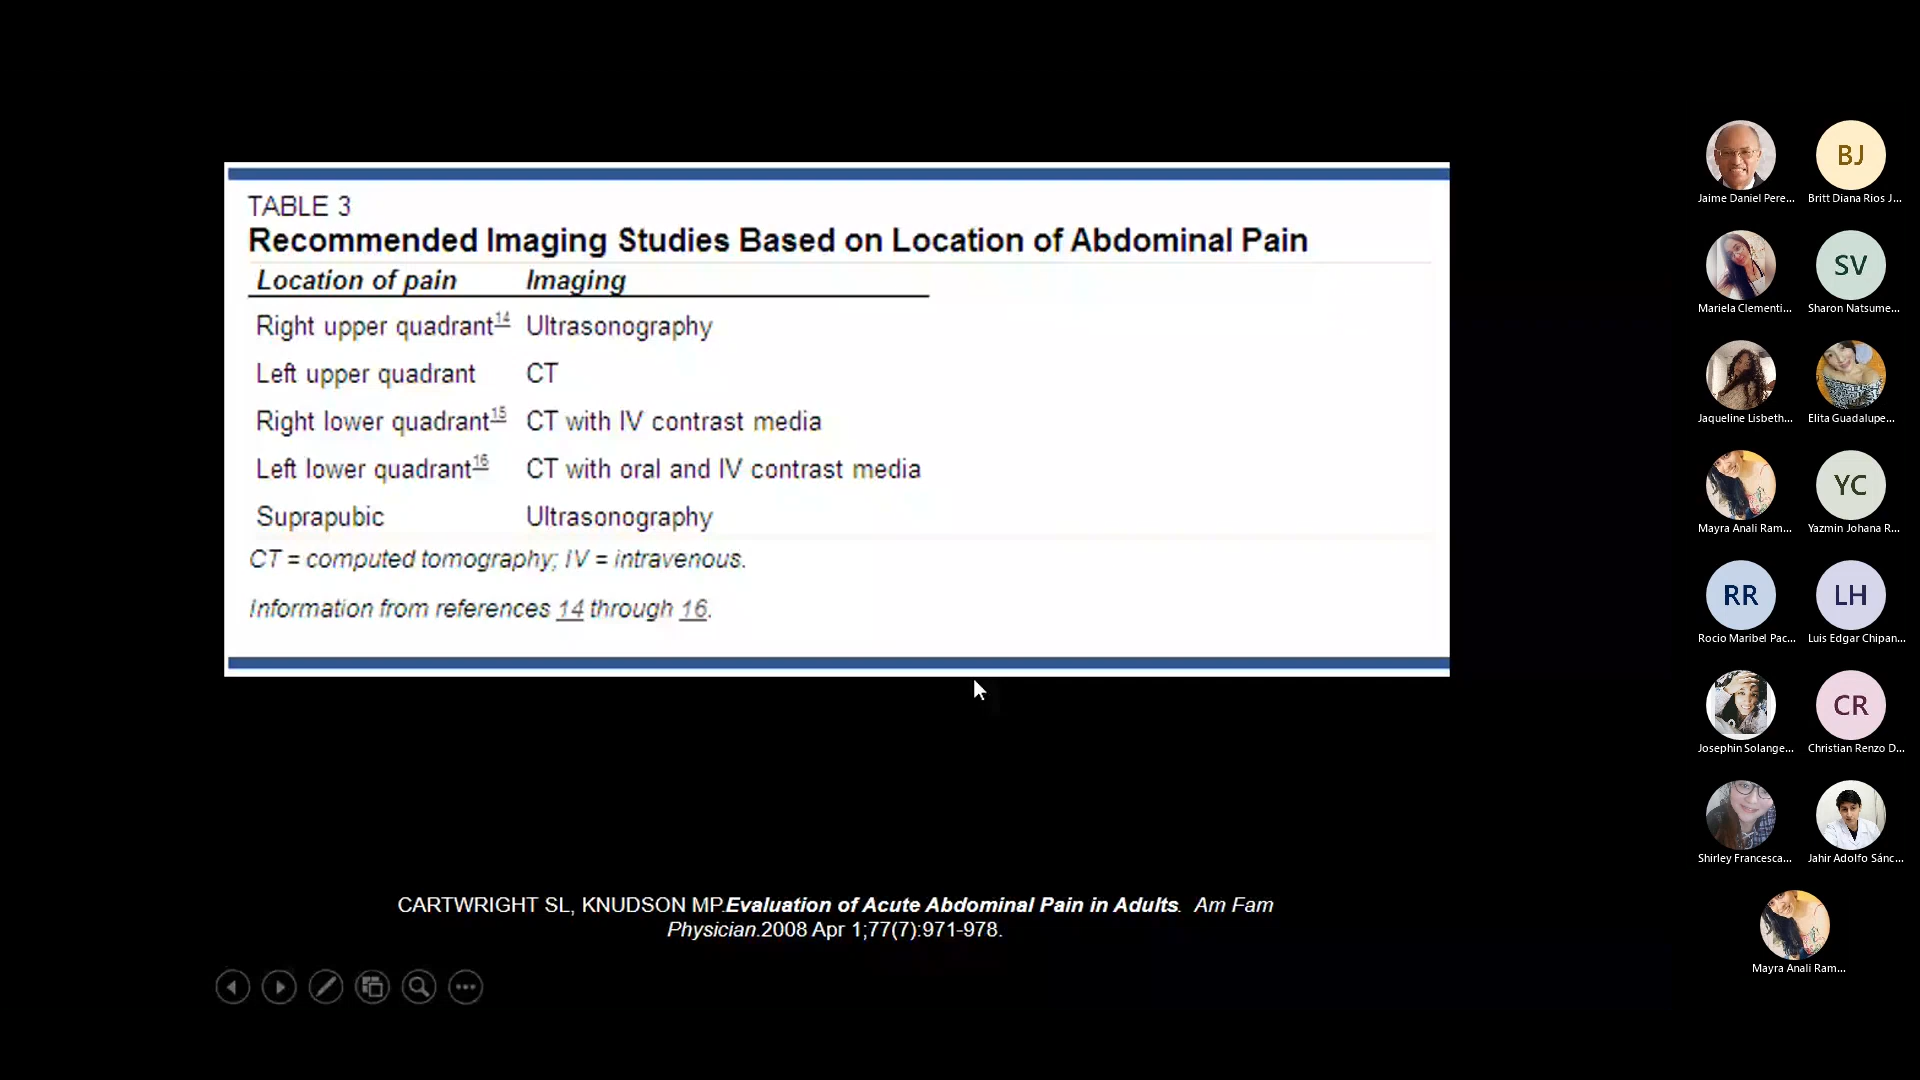 TABLE 3
Recommended Imaging Studies Based on Location of Abdominal Pain
Location of pain Imaging
Right upper quadrant14 Ultrasonography
Left upper quadrant CT
Right lower quadrant15 CT with IV contrast media
Left lower quadrant16 CT with oral and IV contrast media
Suprapubic Ultrasonography
CT = computed tomography; IV = intravenous.
Information from references 14 through 16.
CARTWRIGHT SL, KNUDSON MP.Evaluation of Acute Abdominal Pain in Adults. Am Fam
Physician.2008 Apr 1;77(7):971-978.
BJ
Jaime Daniel Pere... Britt Diana Rios J...
SV
Mariela Clementi... Sharon Natsume...
Jaqueline Lisbeth... Elita Guadalupe...
YC
Mayra Anali Ram... Yazmin Johana R...
RR LH
Rocio Maribel Pac... Luis Edgar Chipan...
CR
Josephin Solange... Christian Renzo D...
Shirley Francesca... Jahir Adolfo Sánc...
Mayra Anali Ram...